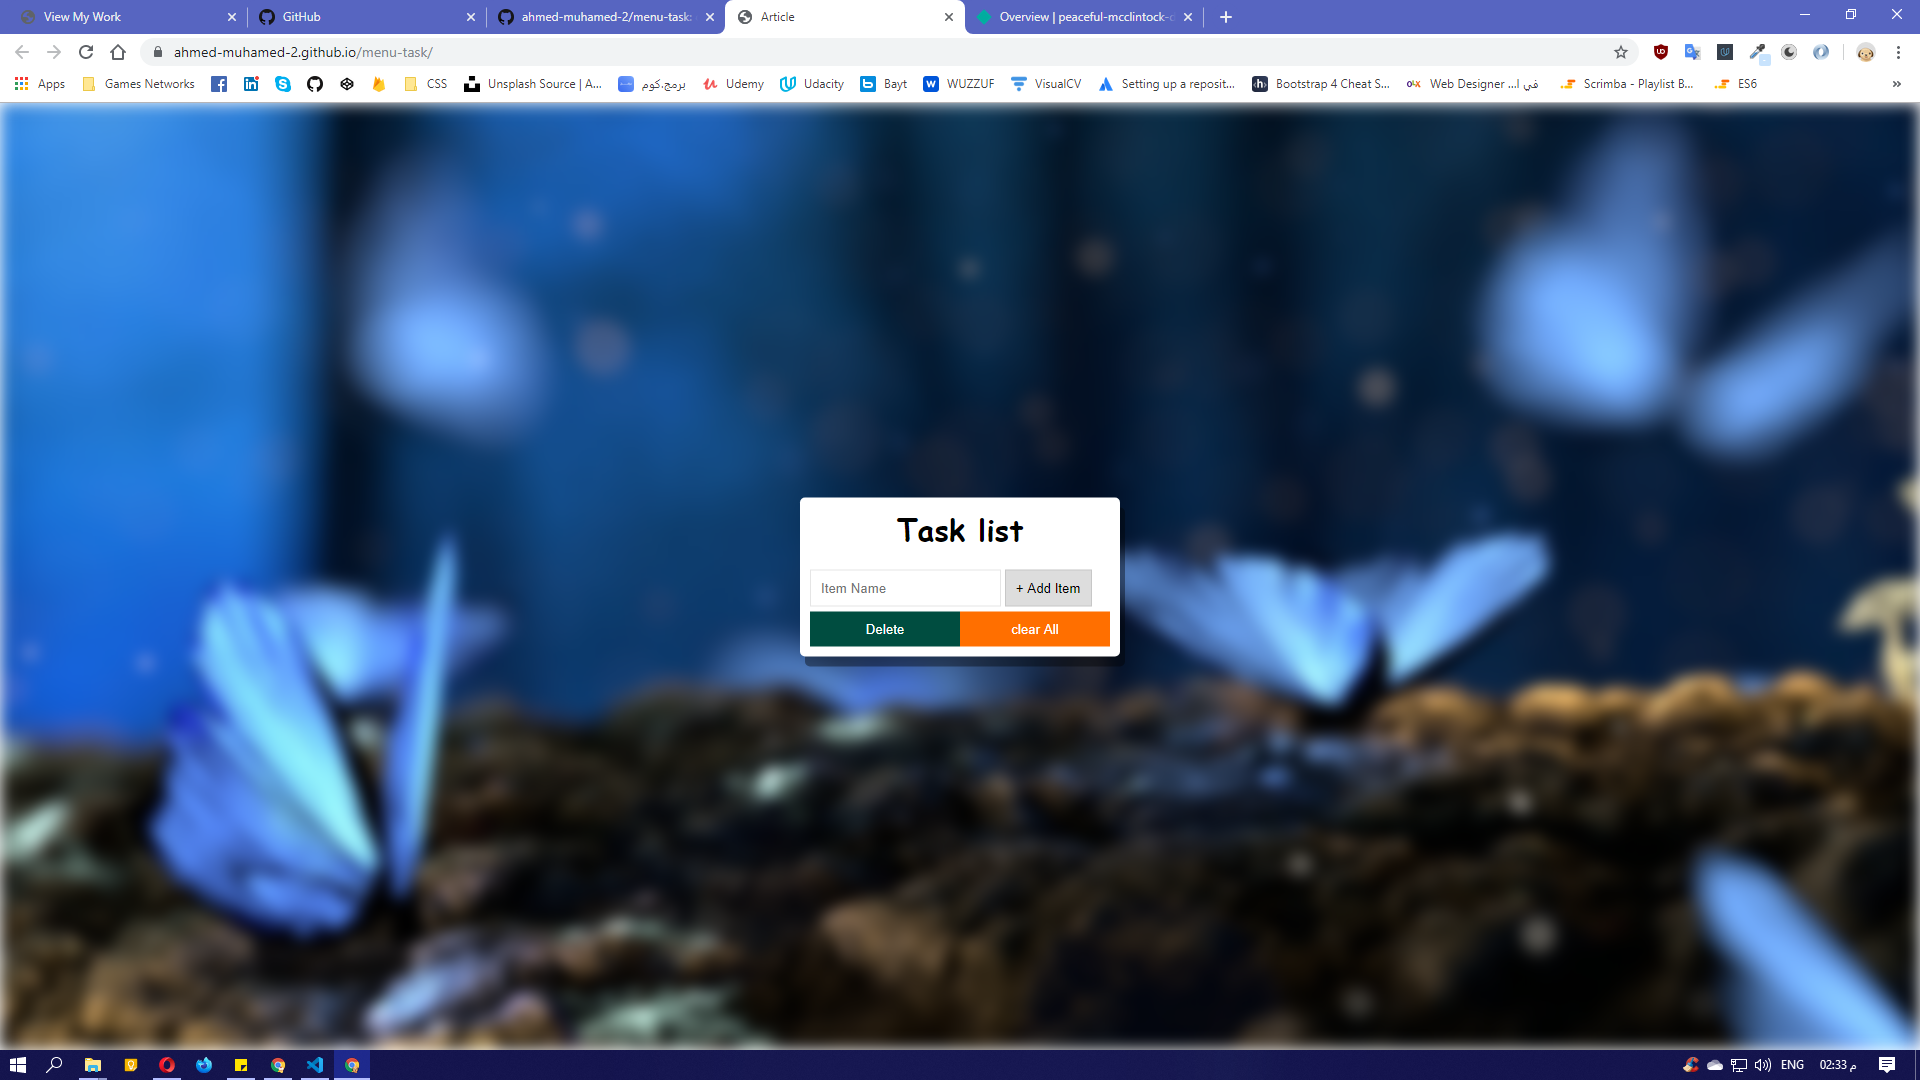 View My Work
GitHub
ahmed-muhamed-2/menu-task:
Article
Overview | peaceful-mcclintock-
ahmed-muhamed-2.github.io/menu-task/
Apps
Games Networks
CSS
Unsplash Source | A...
برمج.كوم
Udemy
Udacity
Bayt
WUZZUF
VisualCV
Setting up a reposit...
Bootstrap 4 Cheat S...
Web Designer ...في ا
Scrimba - Playlist B...
ES6
»
Task list
Item Name
+ Add Item
Delete
clear All
ENG
02:33 م